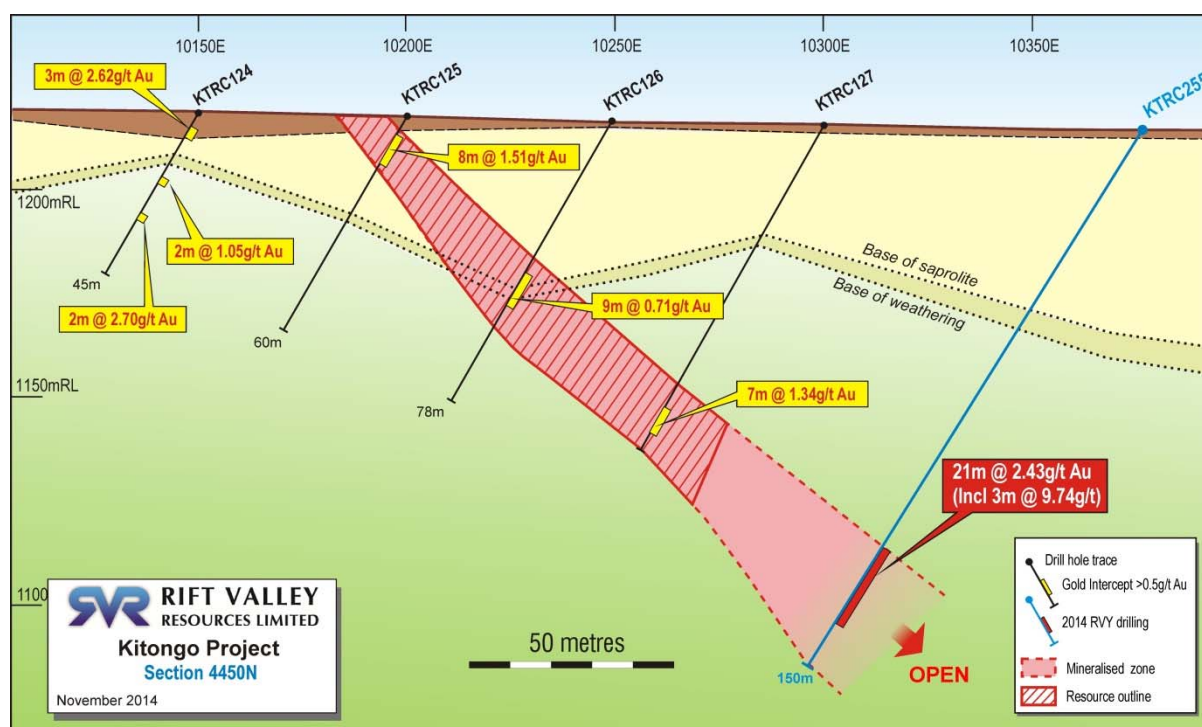 10150E
10200E
10250E
10300E
10350E
KTRC124
KTRC125
KTRC126
KTRC127
KTRC255
3m @ 2.62g/t Au
8m @ 1.51g/t Au
1200mRL
2m @ 1.05g/t Au
2m @ 2.70g/t Au
9m @ 0.71g/t Au
7m @ 1.34g/t Au
Base of saprolite
Base of weathering
45m
60m
78m
1150mRL
21m @ 2.43g/t Au
(Incl 3m @ 9.74g/t)
1100
50 metres
150m
OPEN
SVR RIFT VALLEY
RESOURCES LIMITED
Kitongo Project
Section 4450N
November 2014
Drill hole trace
Gold Intercept >0.5g/t Au
2014 RVY drilling
Mineralised zone
Resource outline